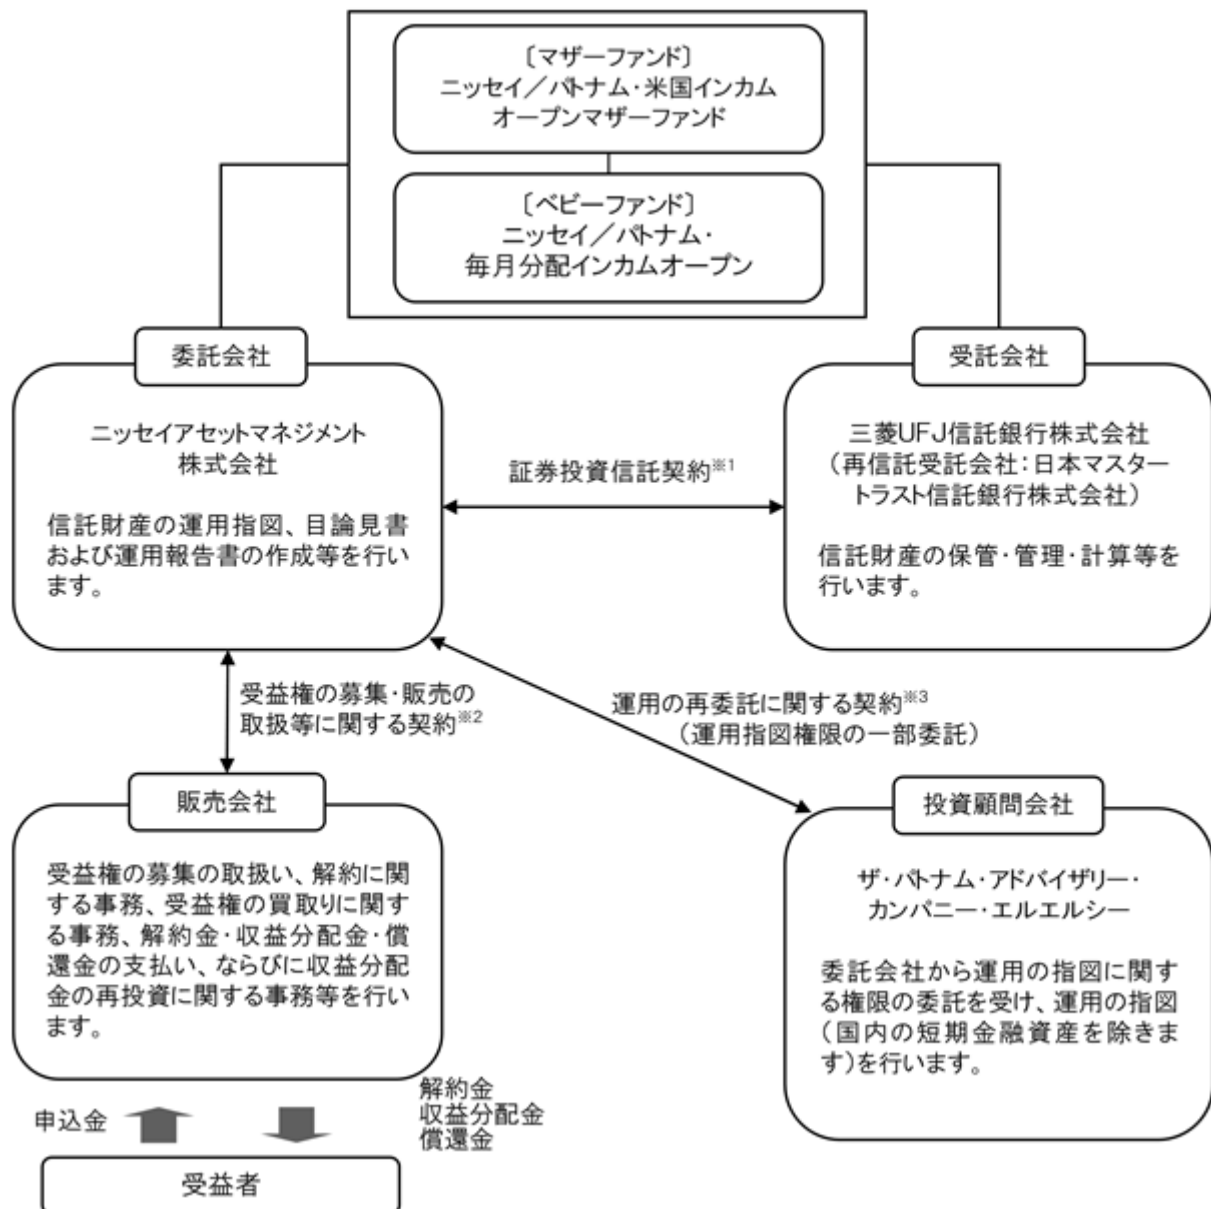 〔マザーファンド〕
ニッセイ／パトナム・米国インカム
オープンマザーファンド
〔ベビーファンド〕
ニッセイ／パトナム・
毎月分配インカムオープン
委託会社
ニッセイアセットマネジメント
株式会社
信託財産の運用指図、目論見書
および運用報告書の作成等を行い
ます。
証券投資信託契約※1
受託会社
三菱UFJ信託銀行株式会社
（再信託受託会社：日本マスター
トラスト信託銀行株式会社）
信託財産の保管・管理・計算等を
行います。
受益権の募集・販売の
取扱等に関する契約※2
運用の再委託に関する契約※3
（運用指図権限の一部委託）
販売会社
受益権の募集の取扱い、解約に関
する事務、受益権の買取りに関す
る事務、解約金・収益分配金・償
還金の支払い、ならびに収益分配
金の再投資に関する事務等を行い
ます。
投資顧問会社
ザ・パトナム・アドバイザリー・
カンパニー・エルエルシー
委託会社から運用の指図に関す
る権限の委託を受け、運用の指図
（国内の短期金融資産を除きま
す）を行います。
申込金
解約金
収益分配金
償還金
受益者